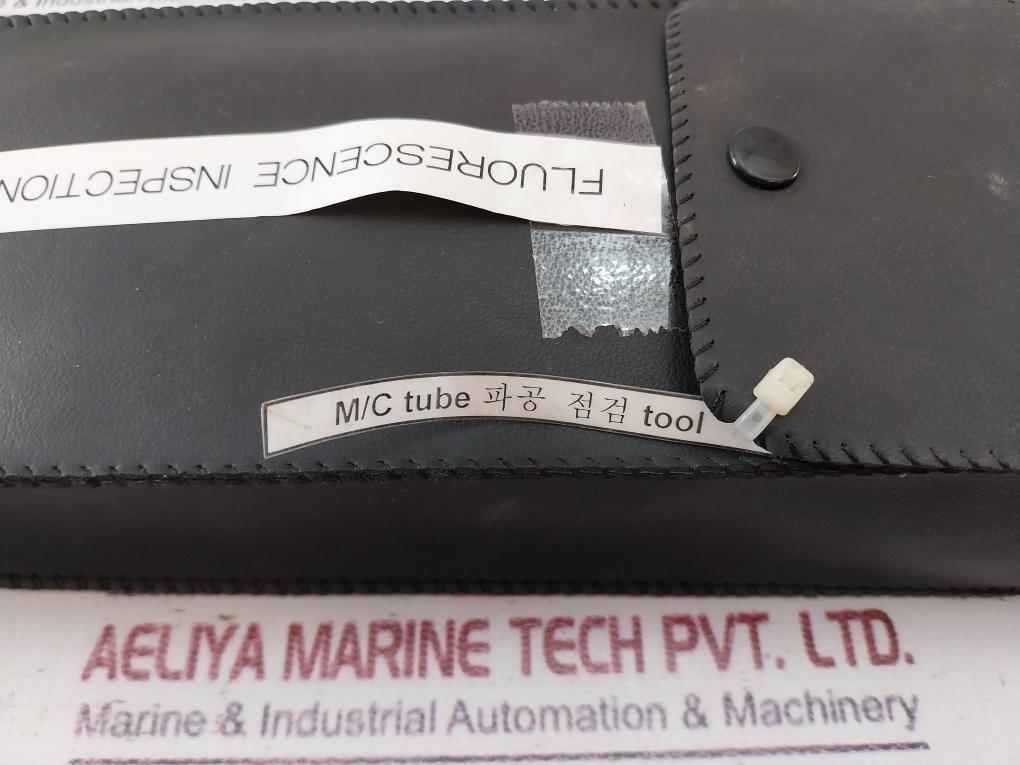 FLUORESCENCE INSPECTION
M/C tube 파공 점검 tool
AELIYA MARINE TECH PVT. LTD.
Marine & Industrial Automation & Machinery